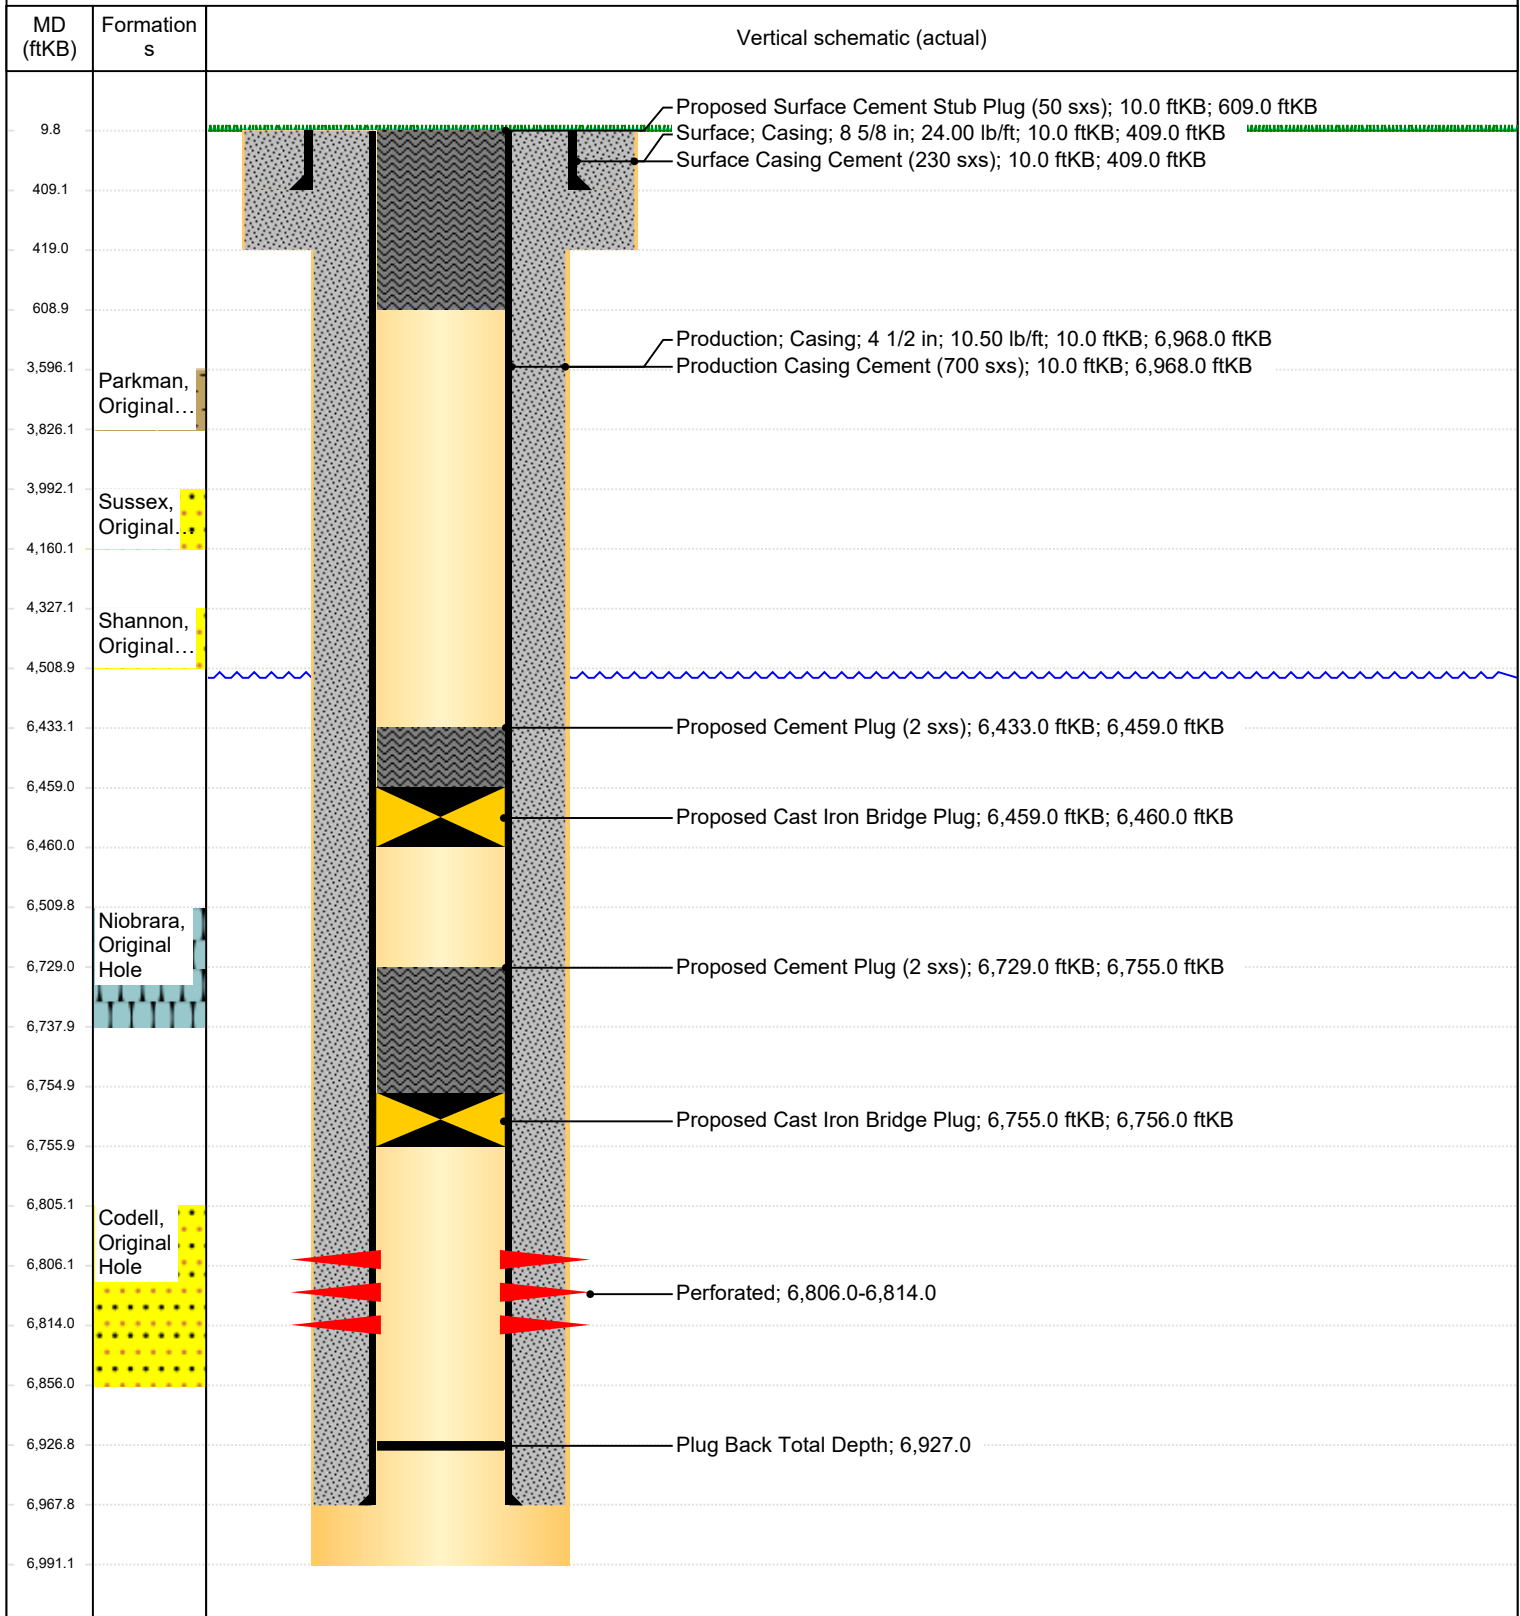 MD
(ftKB)
Formation
s
Vertical schematic (actual)
Proposed Surface Cement Stub Plug (50 sxs); 10.0 ftKB; 609.0 ftKB
9.8
Surface; Casing; 8 5/8 in; 24.00 lb/ft; 10.0 ftKB; 409.0 ftKB
Surface Casing Cement (230 sxs); 10.0 ftKB; 409.0 ftKB
409.1
419.0
608.9
Production; Casing; 4 1/2 in; 10.50 lb/ft; 10.0 ftKB; 6,968.0 ftKB
3,596.1
Production Casing Cement (700 sxs); 10.0 ftKB; 6,968.0 ftKB
Parkman,
Original...
3,826.1
3,992.1
Sussex,
Original...
4,160.1
4,327.1
Shannon,
Original...
4,508.9
6,433.1
Proposed Cement Plug (2 sxs); 6,433.0 ftKB; 6,459.0 ftKB
6,459.0
Proposed Cast Iron Bridge Plug; 6,459.0 ftKB; 6,460.0 ftKB
6,460.0
6,509.8
Niobrara,
Original
Hole
6,729.0
Proposed Cement Plug (2 sxs); 6,729.0 ftKB; 6,755.0 ftKB
6,737.9
6,754.9
Proposed Cast Iron Bridge Plug; 6,755.0 ftKB; 6,756.0 ftKB
6,755.9
6,805.1
Codell,
Original
Hole
6,806.1
Perforated; 6,806.0-6,814.0
6,814.0
6,856.0
6,926.8
Plug Back Total Depth; 6,927.0
6,967.8
6,991.1